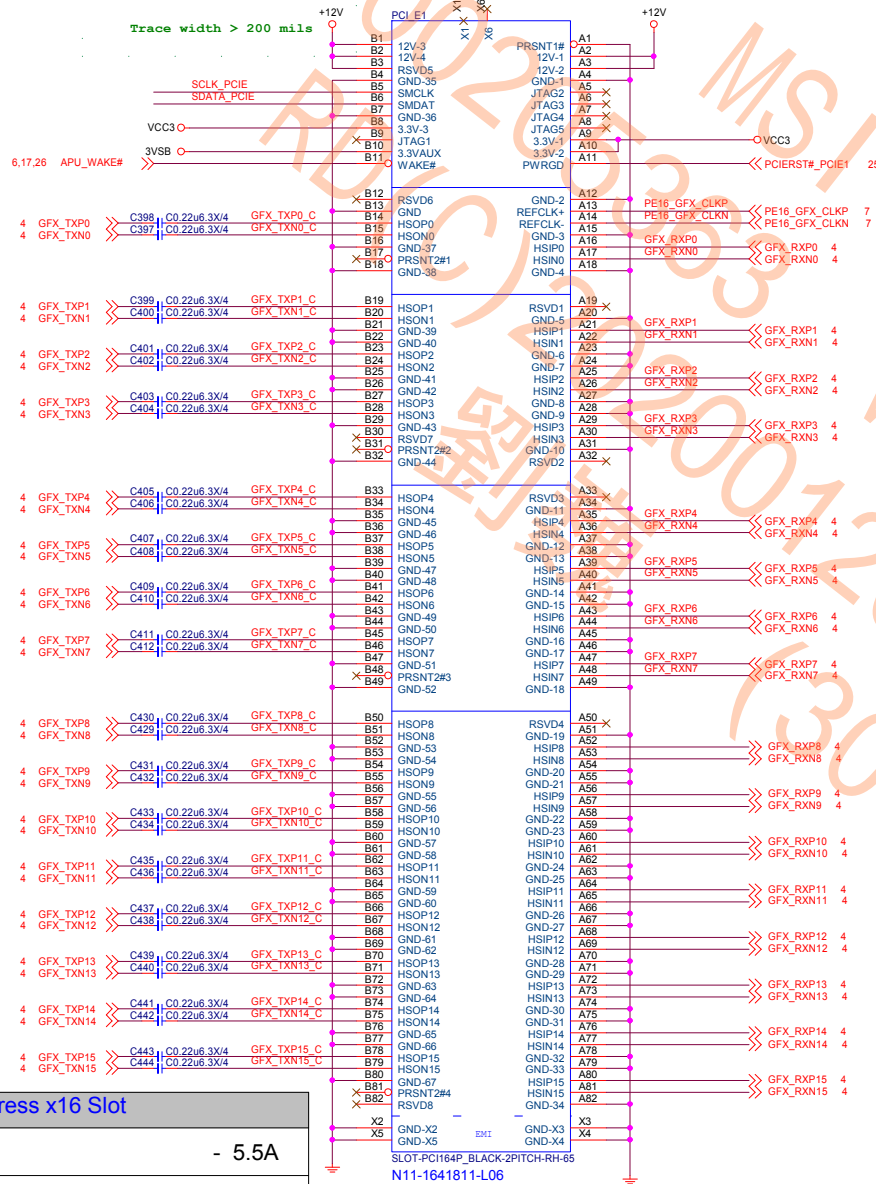 +12V
PCI_E1
X1
X6
+12V
Trace width > 200 mils
B1 12V-3 PRSNT1# A1
B2 12V-4 12V-1 A2
B3 RSVD5 12V-2 A3
B4 GND-35 GND-1 A4
SCLK_PCIE B5 SMCLK JTAG2 A5
SDATA_PCIE B6 SMDAT JTAG3 A6
B7 GND-36 JTAG4 A7
VCC3 B8 3.3V-3 JTAG5 A8
B9 JTAG1 3.3V-1 A9 VCC3
3VSB B10 3.3VAUX 3.3V-2 A10
6,17,26 APU_WAKE# B11 WAKE# PWRGD A11 PCIERST#_PCIE1 25
B12 RSVD6 GND-2 A12
B13 GND REFCLK+ A13 PE16_GFX_CLKP PE16_GFX_CLKP 7
4 GFX_TXP0 C398 C0.22u6.3X/4 GFX_TXP0_C B14 HSOP0 REFCLK- A14 PE16_GFX_CLKN PE16_GFX_CLKN 7
4 GFX_TXN0 C397 C0.22u6.3X/4 GFX_TXN0_C B15 HSON0 GND-3 A15
B16 GND-37 HSIP0 A16 GFX_RXP0 GFX_RXP0 4
B17 PRSNT2#1 HSIN0 A17 GFX_RXN0 GFX_RXN0 4
B18 GND-38 GND-4 A18
4 GFX_TXP1 C399 C0.22u6.3X/4 GFX_TXP1_C B19 HSOP1 RSVD1 A19
4 GFX_TXN1 C400 C0.22u6.3X/4 GFX_TXN1_C B20 HSON1 GND-5 A20
B21 GND-39 HSIP1 A21 GFX_RXP1 GFX_RXP1 4
B22 GND-40 HSIN1 A22 GFX_RXN1 GFX_RXN1 4
4 GFX_TXP2 C401 C0.22u6.3X/4 GFX_TXP2_C B23 HSOP2 GND-6 A23
4 GFX_TXN2 C402 C0.22u6.3X/4 GFX_TXN2_C B24 HSON2 GND-7 A24
B25 GND-41 HSIP2 A25 GFX_RXP2 GFX_RXP2 4
B26 GND-42 HSIN2 A26 GFX_RXN2 GFX_RXN2 4
4 GFX_TXP3 C403 C0.22u6.3X/4 GFX_TXP3_C B27 HSOP3 GND-8 A27
4 GFX_TXN3 C404 C0.22u6.3X/4 GFX_TXN3_C B28 HSON3 GND-9 A28
B29 GND-43 HSIP3 A29 GFX_RXP3 GFX_RXP3 4
B30 RSVD7 HSIN3 A30 GFX_RXN3 GFX_RXN3 4
B31 PRSNT2#2 GND-10 A31
B32 GND-44 RSVD2 A32
4 GFX_TXP4 C405 C0.22u6.3X/4 GFX_TXP4_C B33 HSOP4 RSVD3 A33
4 GFX_TXN4 C406 C0.22u6.3X/4 GFX_TXN4_C B34 HSON4 GND-11 A34
B35 GND-45 HSIP4 A35 GFX_RXP4 GFX_RXP4 4
B36 GND-46 HSIN4 A36 GFX_RXN4 GFX_RXN4 4
4 GFX_TXP5 C407 C0.22u6.3X/4 GFX_TXP5_C B37 HSOP5 GND-12 A37
4 GFX_TXN5 C408 C0.22u6.3X/4 GFX_TXN5_C B38 HSON5 GND-13 A38
B39 GND-47 HSIP5 A39 GFX_RXP5 GFX_RXP5 4
B40 GND-48 HSIN5 A40 GFX_RXN5 GFX_RXN5 4
4 GFX_TXP6 C409 C0.22u6.3X/4 GFX_TXP6_C B41 HSOP6 GND-14 A41
4 GFX_TXN6 C410 C0.22u6.3X/4 GFX_TXN6_C B42 HSON6 GND-15 A42
B43 GND-49 HSIP6 A43 GFX_RXP6 GFX_RXP6 4
B44 GND-50 HSIN6 A44 GFX_RXN6 GFX_RXN6 4
4 GFX_TXP7 C411 C0.22u6.3X/4 GFX_TXP7_C B45 HSOP7 GND-16 A45
4 GFX_TXN7 C412 C0.22u6.3X/4 GFX_TXN7_C B46 HSON7 GND-17 A46
B47 GND-51 HSIP7 A47 GFX_RXP7 GFX_RXP7 4
B48 PRSNT2#3 HSIN7 A48 GFX_RXN7 GFX_RXN7 4
B49 GND-52 GND-18 A49
4 GFX_TXP8 C430 C0.22u6.3X/4 GFX_TXP8_C B50 HSOP8 RSVD4 A50
4 GFX_TXN8 C429 C0.22u6.3X/4 GFX_TXN8_C B51 HSON8 GND-19 A51
B52 GND-53 HSIP8 A52 GFX_RXP8 4
B53 GND-54 HSIN8 A53 GFX_RXN8 4
4 GFX_TXP9 C431 C0.22u6.3X/4 GFX_TXP9_C B54 HSOP9 GND-20 A54
4 GFX_TXN9 C432 C0.22u6.3X/4 GFX_TXN9_C B55 HSON9 GND-21 A55
B56 GND-55 HSIP9 A56 GFX_RXP9 4
B57 GND-56 HSIN9 A57 GFX_RXN9 4
4 GFX_TXP10 C433 C0.22u6.3X/4 GFX_TXP10_C B58 HSOP10 GND-22 A58
4 GFX_TXN10 C434 C0.22u6.3X/4 GFX_TXN10_C B59 HSON10 GND-23 A59
B60 GND-57 HSIP10 A60 GFX_RXP10 4
B61 GND-58 HSIN10 A61 GFX_RXN10 4
4 GFX_TXP11 C435 C0.22u6.3X/4 GFX_TXP11_C B62 HSOP11 GND-24 A62
4 GFX_TXN11 C436 C0.22u6.3X/4 GFX_TXN11_C B63 HSON11 GND-25 A63
B64 GND-59 HSIP11 A64 GFX_RXP11 4
B65 GND-60 HSIN11 A65 GFX_RXN11 4
4 GFX_TXP12 C437 C0.22u6.3X/4 GFX_TXP12_C B66 HSOP12 GND-26 A66
4 GFX_TXN12 C438 C0.22u6.3X/4 GFX_TXN12_C B67 HSON12 GND-27 A67
B68 GND-61 HSIP12 A68 GFX_RXP12 4
B69 GND-62 HSIN12 A69 GFX_RXN12 4
4 GFX_TXP13 C439 C0.22u6.3X/4 GFX_TXP13_C B70 HSOP13 GND-28 A70
4 GFX_TXN13 C440 C0.22u6.3X/4 GFX_TXN13_C B71 HSON13 GND-29 A71
B72 GND-63 HSIP13 A72 GFX_RXP13 4
B73 GND-64 HSIN13 A73 GFX_RXN13 4
4 GFX_TXP14 C441 C0.22u6.3X/4 GFX_TXP14_C B74 HSOP14 GND-30 A74
4 GFX_TXN14 C442 C0.22u6.3X/4 GFX_TXN14_C B75 HSON14 GND-31 A75
B76 GND-65 HSIP14 A76 GFX_RXP14 4
B77 GND-66 HSIN14 A77 GFX_RXN14 4
4 GFX_TXP15 C443 C0.22u6.3X/4 GFX_TXP15_C B78 HSOP15 GND-32 A78
4 GFX_TXN15 C444 C0.22u6.3X/4 GFX_TXN15_C B79 HSON15 GND-33 A79
B80 GND-67 HSIP15 A80 GFX_RXP15 4
B81 PRSNT2#4 HSIN15 A81 GFX_RXN15 4
B82 RSVD8 GND-34 A82
X2 GND-X2 GND-X3 X3
X5 GND-X5 EMI GND-X4 X4
SLOT-PCI164P_BLACK-2PITCH-RH-65
N11-1641811-L06
ress x16 Slot
- 5.5A